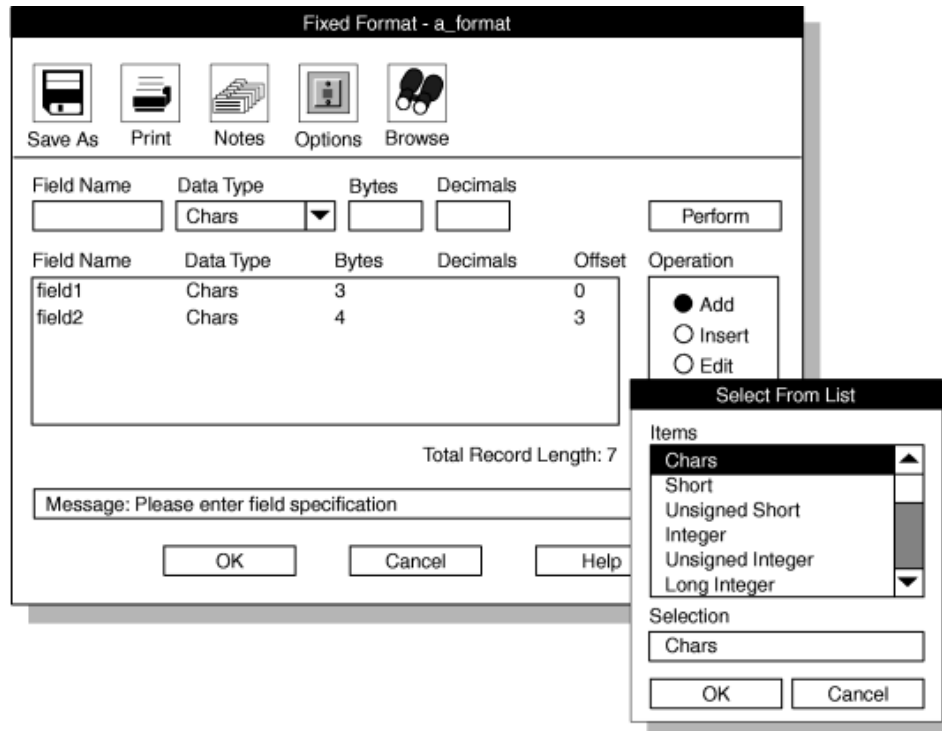 Fixed Format - a_format
Save As Print Notes Options Browse
Field Name Data Type Bytes Decimals
Chars Perform
Field Name Data Type Bytes Decimals Offset Operation
field1 Chars 3 0
field2 Chars 4 3
Add
Insert
Edit
Total Record Length: 7
Message: Please enter field specification
OK Cancel Help
Select From List
Items
Chars
Short
Unsigned Short
Integer
Unsigned Integer
Long Integer
Selection
Chars
OK Cancel